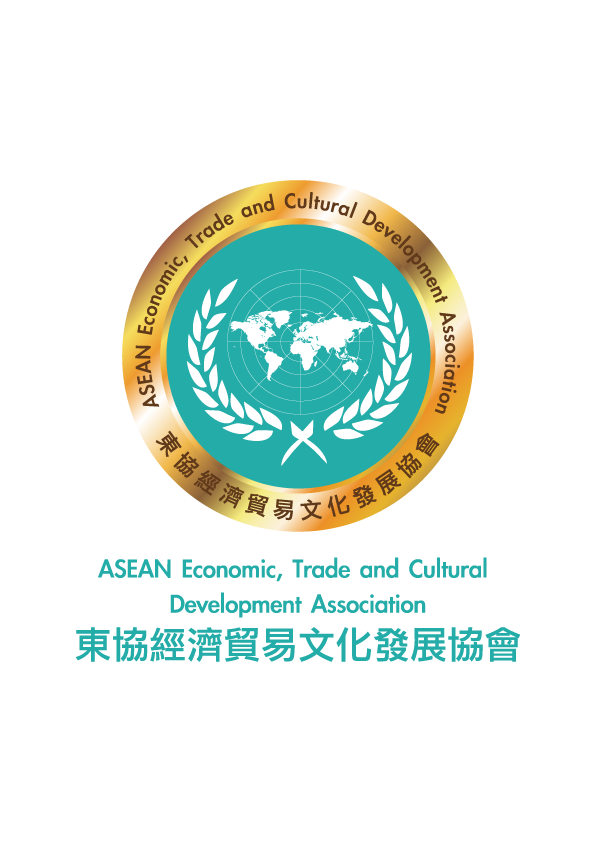 ASEAN Economic, Trade and Cultural Development Association
東協經濟貿易文化發展協會
ASEAN Economic, Trade and Cultural
Development Association
東協經濟貿易文化發展協會